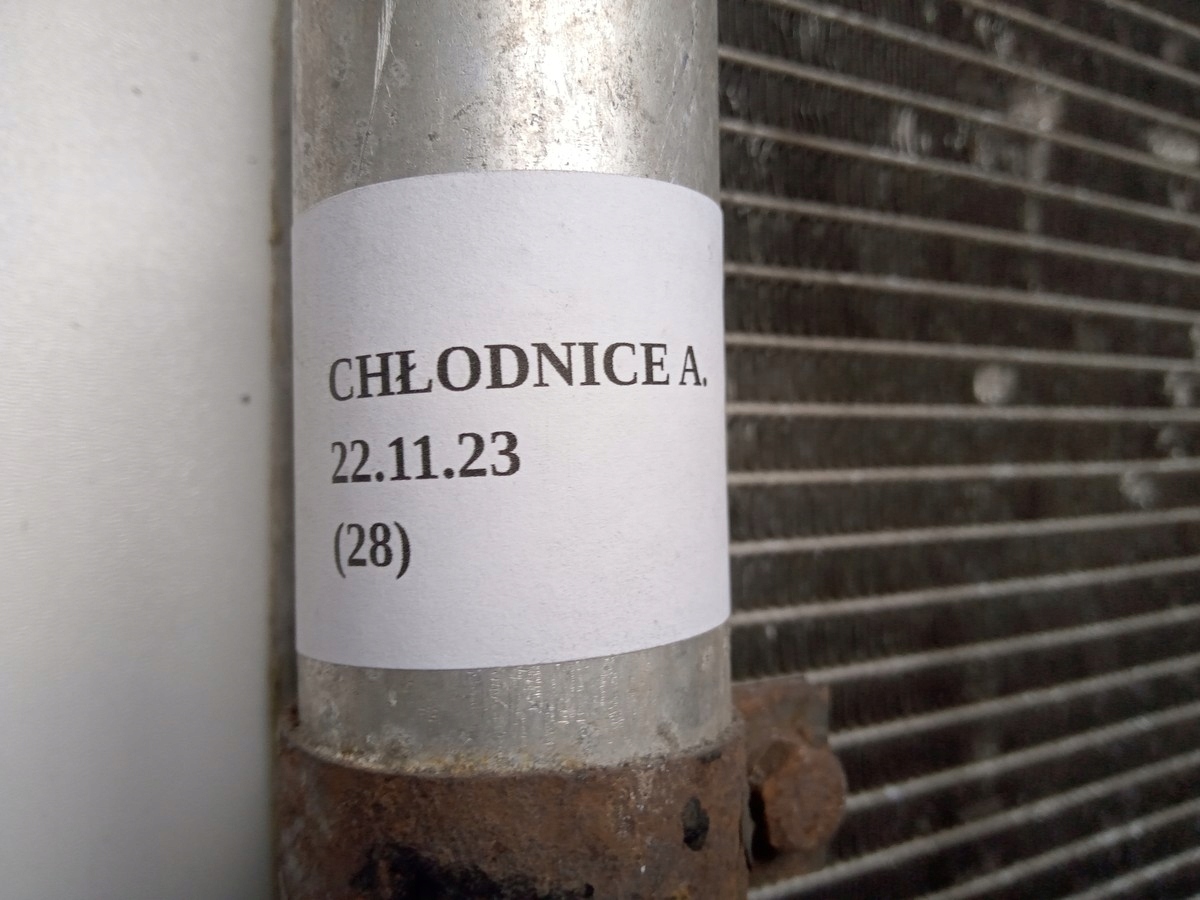 CHŁODNICE A.
22.11.23
(28)